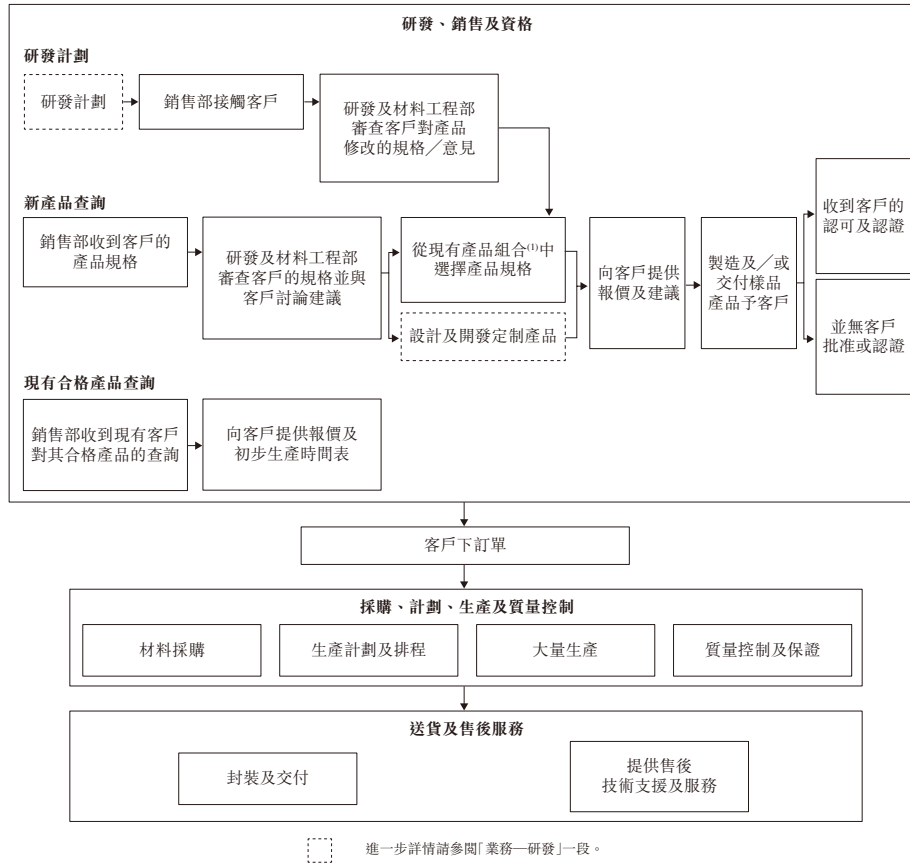 研發、銷售及資格
研發計劃
研發計劃
銷售部接觸客戶
研發及材料工程部
審查客戶對產品
修改的規格／意見
新產品查詢
銷售部收到客戶的
產品規格
研發及材料工程部
審查客戶的規格並與
客戶討論建議
從現有產品組合⁽¹⁾中
選擇產品規格
設計及開發定制產品
向客戶提供
報價及建議
製造及／或
交付樣品
產品予客戶
收到客戶的
認可及認證
並無客戶
批准或認證
現有合格產品查詢
銷售部收到現有客戶
對其合格產品的查詢
向客戶提供報價及
初步生產時間表
客戶下訂單
採購、計劃、生產及質量控制
材料採購
生產計劃及排程
大量生產
質量控制及保證
送貨及售後服務
封裝及交付
提供售後
技術支援及服務
進一步詳情請參閱「業務—研發」一段。